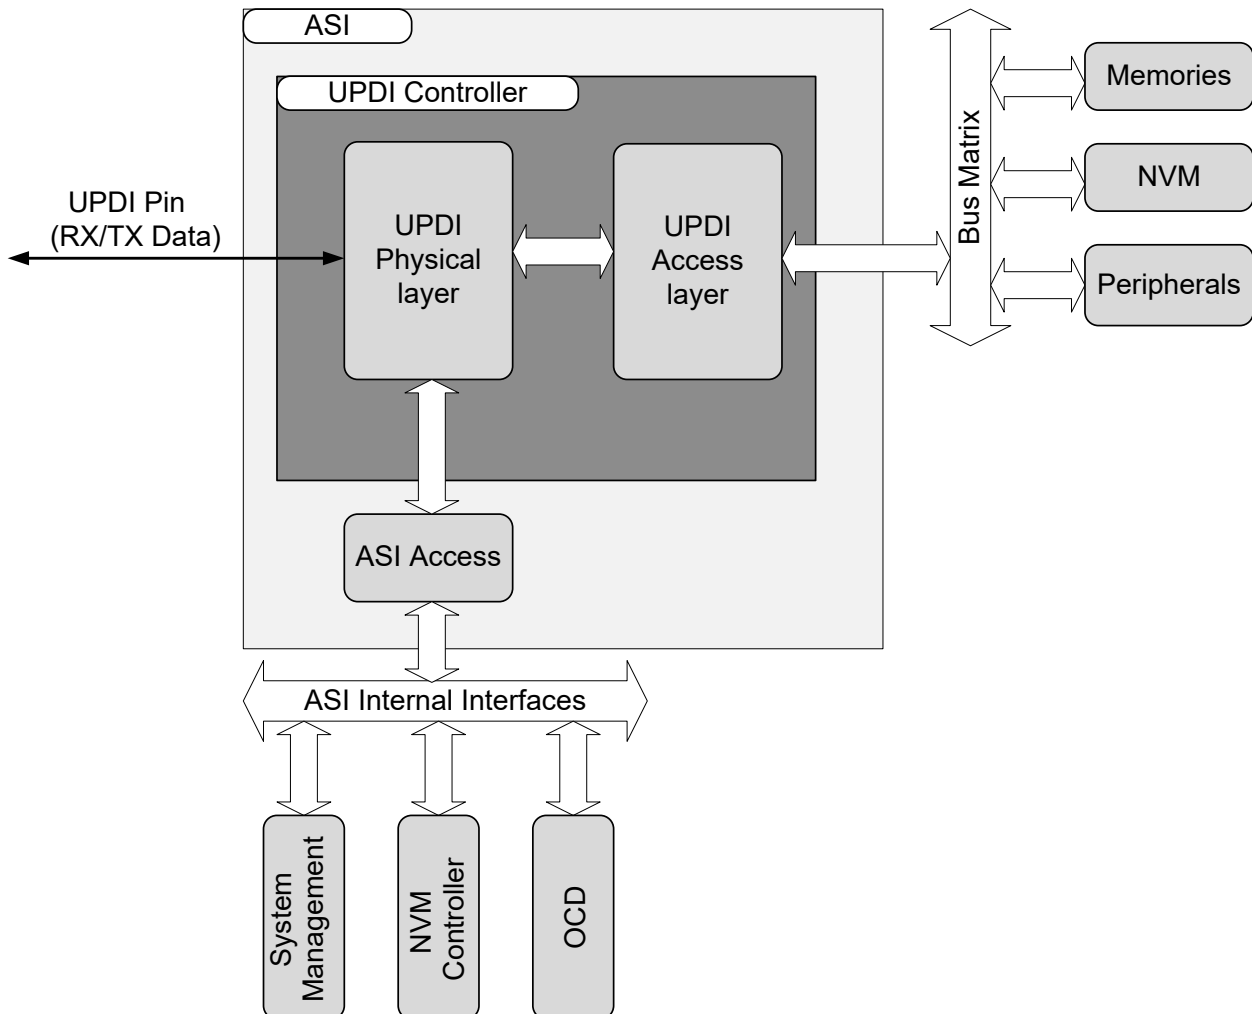 ASI
UPDI Controller
UPDI Pin
(RX/TX Data)
UPDI
Physical
layer
UPDI
Access
layer
Bus Matrix
Memories
NVM
Peripherals
ASI Access
ASI Internal Interfaces
System
Management
NVM
Controller
OCD